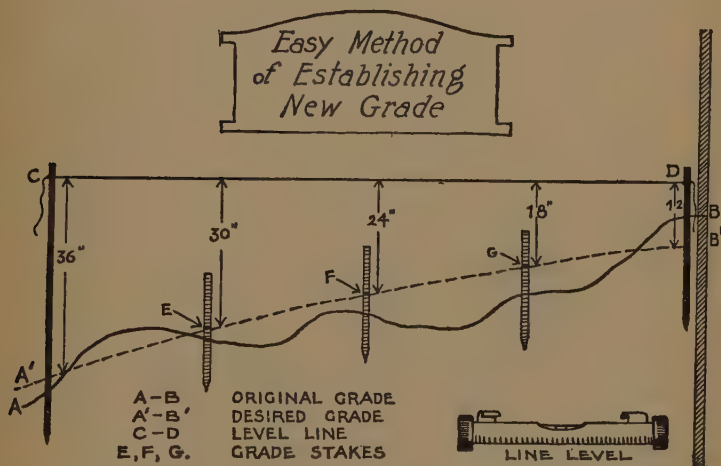 Easy Method
of Establishing
New Grade
C
D
36"
30"
24"
18"
12
B
B'
E
F
G
A'
A
A-B ORIGINAL GRADE
A'-B' DESIRED GRADE
C-D LEVEL LINE
E, F, G. GRADE STAKES
LINE LEVEL